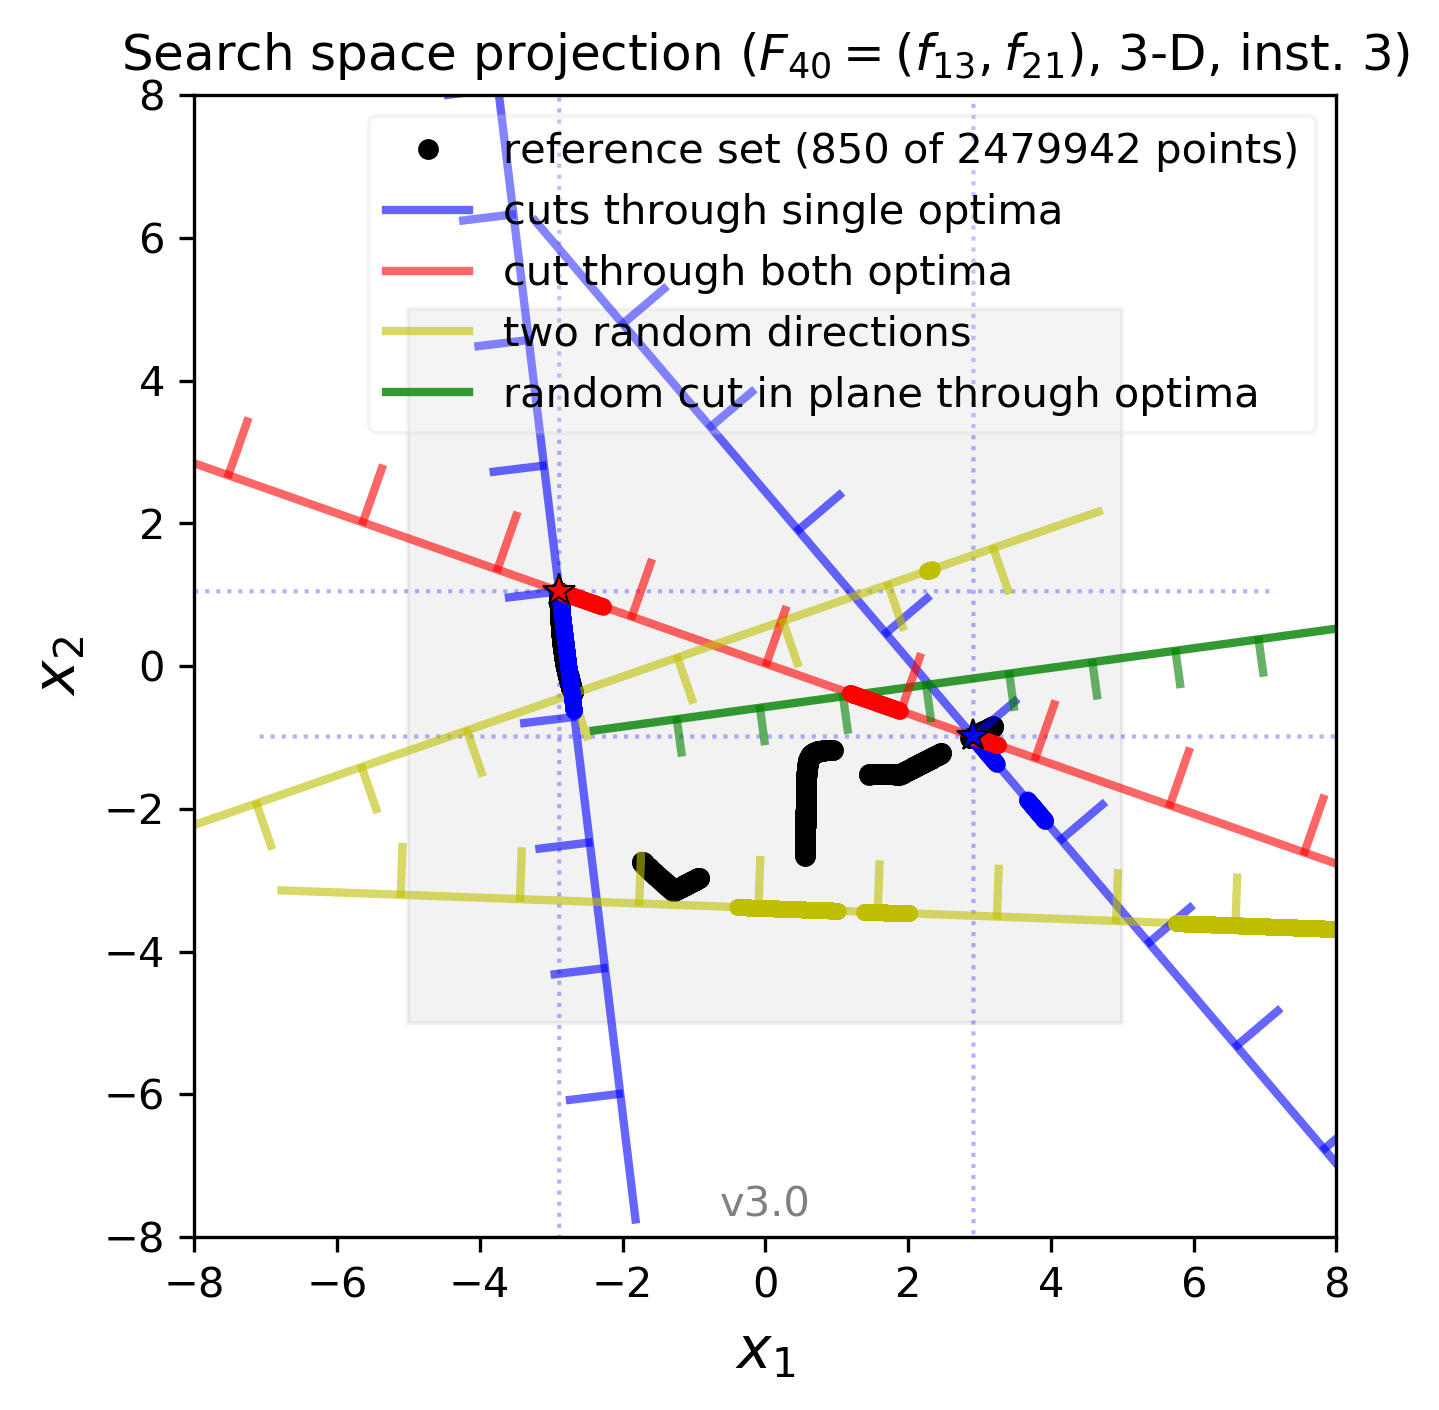 Search space projection (F₄₀ = (f₁₃, f₂₁), 3-D, inst. 3)
reference set (850 of 2479942 points)
cuts through single optima
cut through both optima
two random directions
random cut in plane through optima
8
6
4
2
0
−2
−4
−6
−8
x₂
v3.0
−8 −6 −4 −2 0 2 4 6 8
x₁